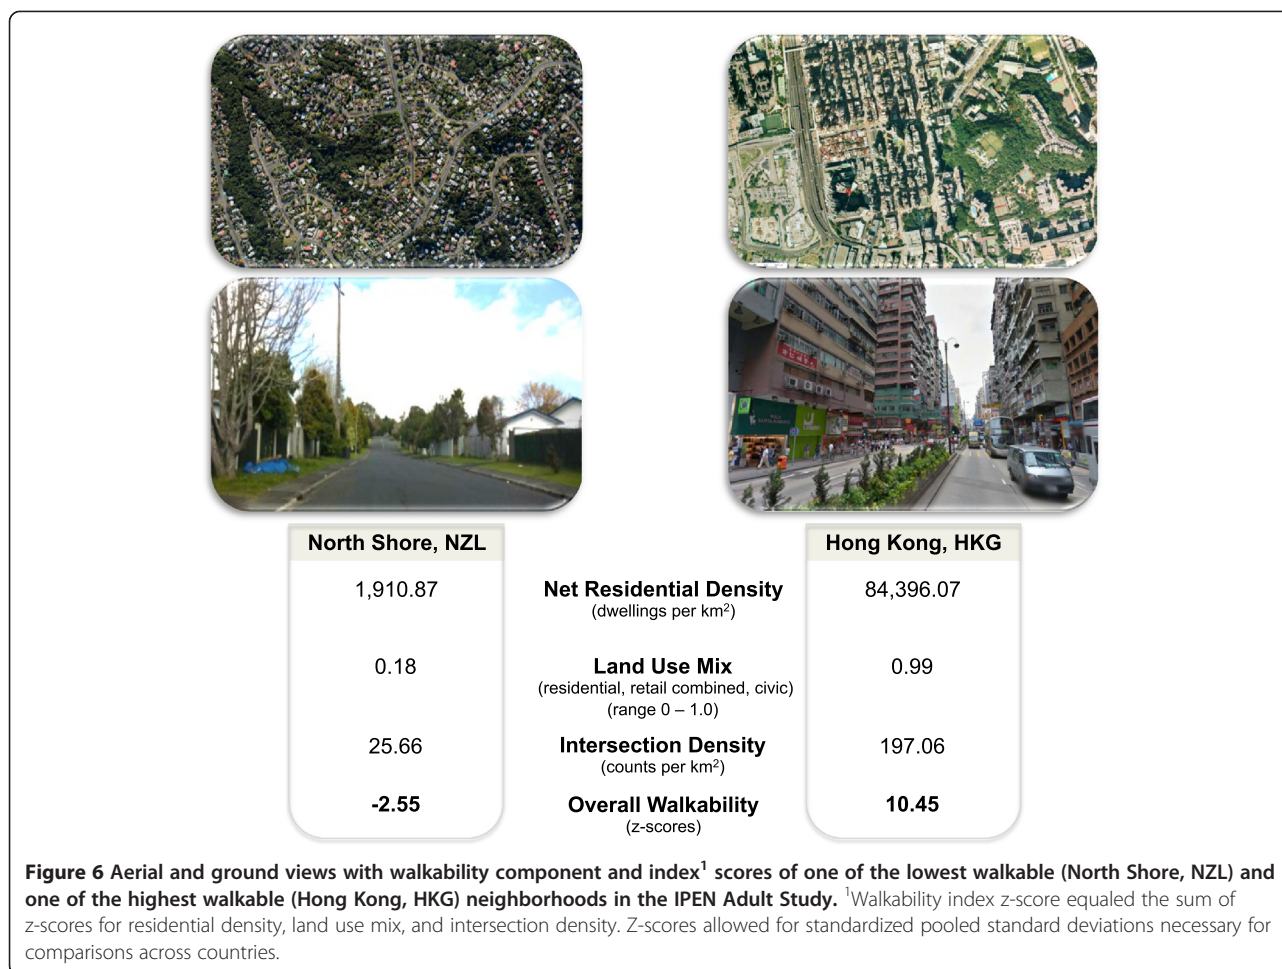 North Shore, NZL
Hong Kong, HKG
1,910.87
Net Residential Density
(dwellings per km²)
84,396.07
0.18
Land Use Mix
(residential, retail combined, civic)
(range 0 – 1.0)
0.99
25.66
Intersection Density
(counts per km²)
197.06
-2.55
Overall Walkability
(z-scores)
10.45
Figure 6 Aerial and ground views with walkability component and index¹ scores of one of the lowest walkable (North Shore, NZL) and
one of the highest walkable (Hong Kong, HKG) neighborhoods in the IPEN Adult Study. ¹Walkability index z-score equaled the sum of
z-scores for residential density, land use mix, and intersection density. Z-scores allowed for standardized pooled standard deviations necessary for
comparisons across countries.